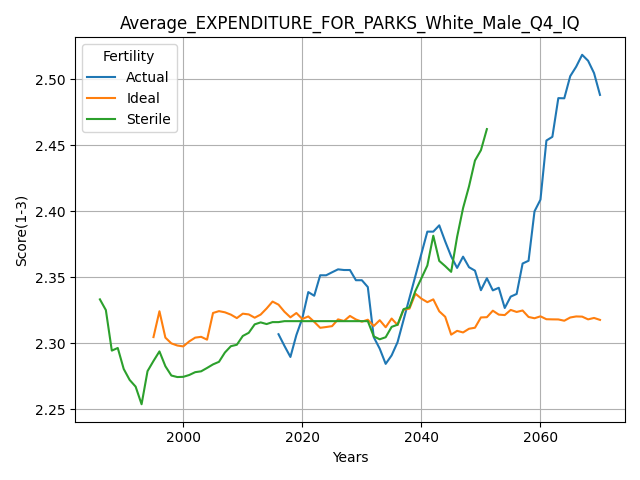 Average_EXPENDITURE_FOR_PARKS_White_Male_Q4_IQ
Fertility
Actual
Ideal
Sterile
Score(1-3)
2.50
2.45
2.40
2.35
2.30
2.25
2000 2020 2040 2060
Years